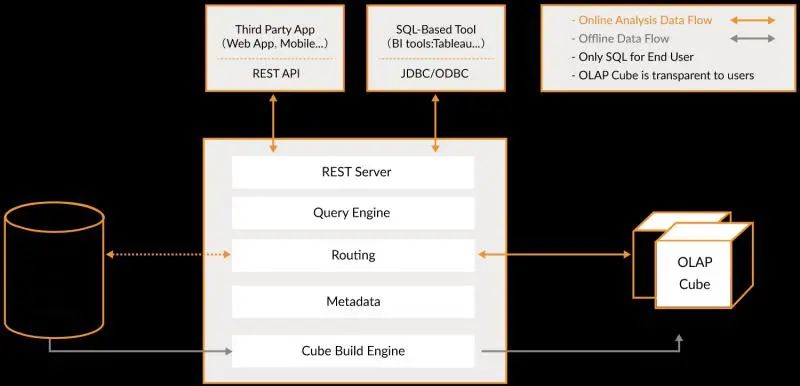 Third Party App
(Web App, Mobile...)
REST API
SQL-Based Tool
(BI tools:Tableau...)
JDBC/ODBC
- Online Analysis Data Flow
- Offline Data Flow
- Only SQL for End User
- OLAP Cube is transparent to users
REST Server
Query Engine
Routing
Metadata
Cube Build Engine
OLAP
Cube